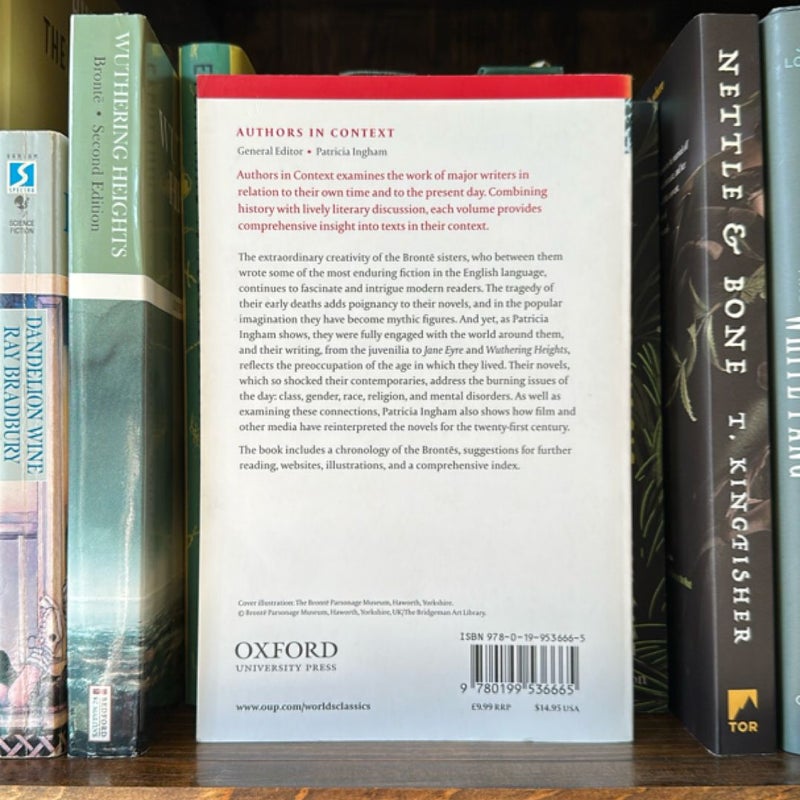 THE
BANTAM
SPECTRA
SCIENCE
FICTION
DANDELION WINE
RAY BRADBURY
WUTHERING HEIGHTS
Brontë • Second Edition
BEDFORD
ST. MARTIN'S
AUTHORS IN CONTEXT
General Editor • Patricia Ingham
Authors in Context examines the work of major writers in
relation to their own time and to the present day. Combining
history with lively literary discussion, each volume provides
comprehensive insight into texts in their context.
The extraordinary creativity of the Brontë sisters, who between them
wrote some of the most enduring fiction in the English language,
continues to fascinate and intrigue modern readers. The tragedy of
their early deaths adds poignancy to their novels, and in the popular
imagination they have become mythic figures. And yet, as Patricia
Ingham shows, they were fully engaged with the world around them,
and their writing, from the juvenilia to Jane Eyre and Wuthering Heights,
reflects the preoccupation of the age in which they lived. Their novels,
which so shocked their contemporaries, address the burning issues of
the day: class, gender, race, religion, and mental disorders. As well as
examining these connections, Patricia Ingham also shows how film and
other media have reinterpreted the novels for the twenty-first century.
The book includes a chronology of the Brontës, suggestions for further
reading, websites, illustrations, and a comprehensive index.
Cover illustration: The Brontë Parsonage Museum, Haworth, Yorkshire.
© Brontë Parsonage Museum, Haworth, Yorkshire, UK/The Bridgeman Art Library.
OXFORD
UNIVERSITY PRESS
www.oup.com/worldsclassics
ISBN 978-0-19-953666-5
9 780199 536665
£9.99 RRP $14.95 USA
NETTLE & BONE T. KINGFISHER
TOR
WHITE FANG